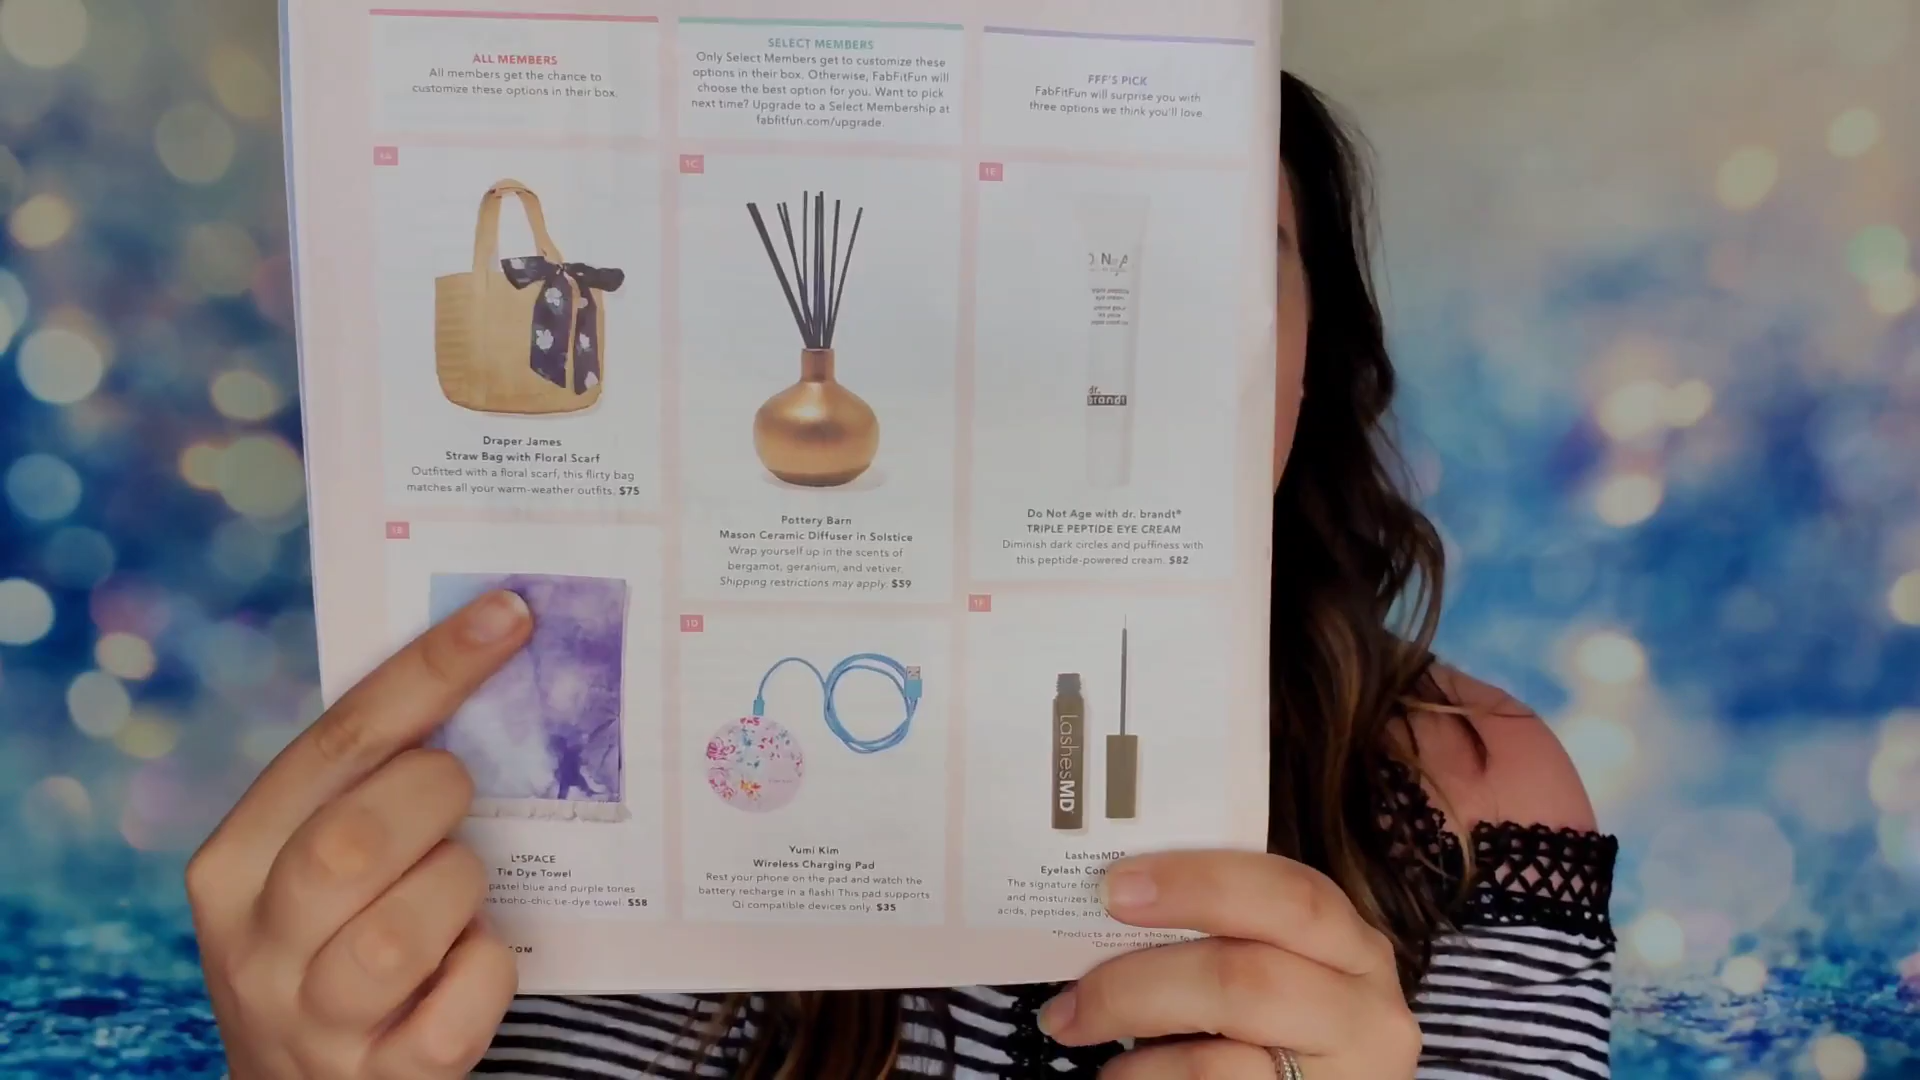 ALL MEMBERS
All members get the chance to
customize these options in their box.
SELECT MEMBERS
Only Select Members get to customize these
options in their box. Otherwise, FabFitFun will
choose the best option for you. Want to pick
next time? Upgrade to a Select Membership at
fabfitfun.com/upgrade.
FFF'S PICK
FabFitFun will surprise you with
three options we think you'll love
1A
Draper James
Straw Bag with Floral Scarf
Outfitted with a floral scarf, this flirty bag
matches all your warm-weather outfits. $75
1B
L*SPACE
Tie Dye Towel
pastel blue and purple tones
boho-chic tie-dye towel. $58
1C
Pottery Barn
Mason Ceramic Diffuser in Solstice
Wrap yourself up in the scents of
bergamot, geranium, and vetiver.
Shipping restrictions may apply. $59
1D
Yumi Kim
Wireless Charging Pad
Rest your phone on the pad and watch the
battery recharge in a flash! This pad supports
Qi compatible devices only. $35
1E
dr.
brandt
Do Not Age with dr. brandt®
TRIPLE PEPTIDE EYE CREAM
Diminish dark circles and puffiness with
this peptide-powered cream. $82
1F
lashesMD
LashesMD®
Eyelash
The signature
and moisturizes
acids, peptides, and
*Products are not shown